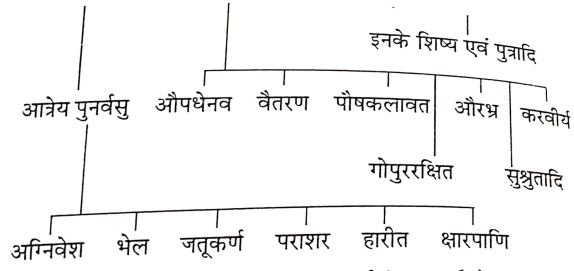 इनके शिष्य एवं पुत्रादि
आत्रेय पुनर्वसु औपधेनव वैतरण पौषकलावत औरभ्र करवीर्य
गोपुररक्षित सुश्रुतादि
अग्निवेश भेल जतूकर्ण पराशर हारीत क्षारपाणि